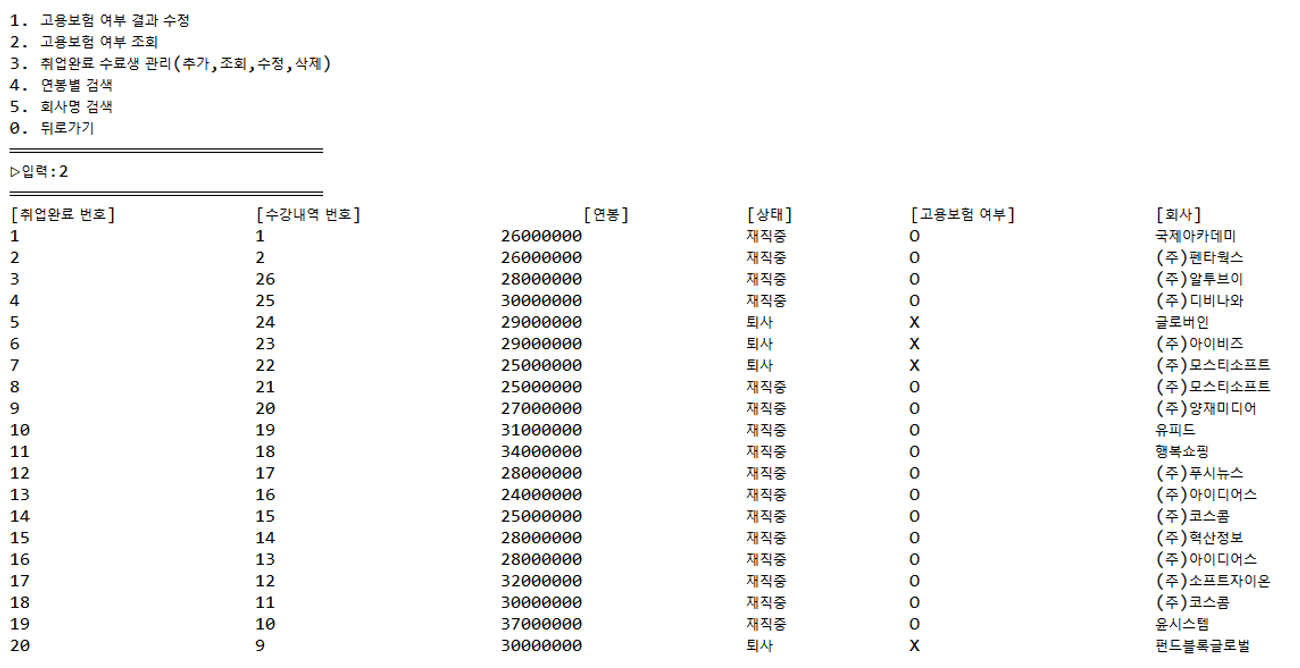 1. 고용보험 여부 결과 수정
2. 고용보험 여부 조회
3. 취업완료 수료생 관리(추가,조회,수정,삭제)
4. 연봉별 검색
5. 회사명 검색
0. 뒤로가기
▷입력:2
[취업완료 번호] [수강내역 번호] [연봉] [상태] [고용보험 여부] [회사]
1 1 26000000 재직중 O 국제아카데미
2 2 26000000 재직중 O (주)펜타웍스
3 26 28000000 재직중 O (주)알투브이
4 25 30000000 재직중 O (주)디비나와
5 24 29000000 퇴사 X 글로버인
6 23 29000000 퇴사 X (주)아이비즈
7 22 25000000 퇴사 X (주)모스티소프트
8 21 25000000 재직중 O (주)모스티소프트
9 20 27000000 재직중 O (주)양재미디어
10 19 31000000 재직중 O 유피드
11 18 34000000 재직중 O 행복쇼핑
12 17 28000000 재직중 O (주)푸시뉴스
13 16 24000000 재직중 O (주)아이디어스
14 15 25000000 재직중 O (주)코스콤
15 14 28000000 재직중 O (주)혁산정보
16 13 28000000 재직중 O (주)아이디어스
17 12 32000000 재직중 O (주)소프트자이온
18 11 30000000 재직중 O (주)코스콤
19 10 37000000 재직중 O 윤시스템
20 9 30000000 퇴사 X 펀드블록글로벌